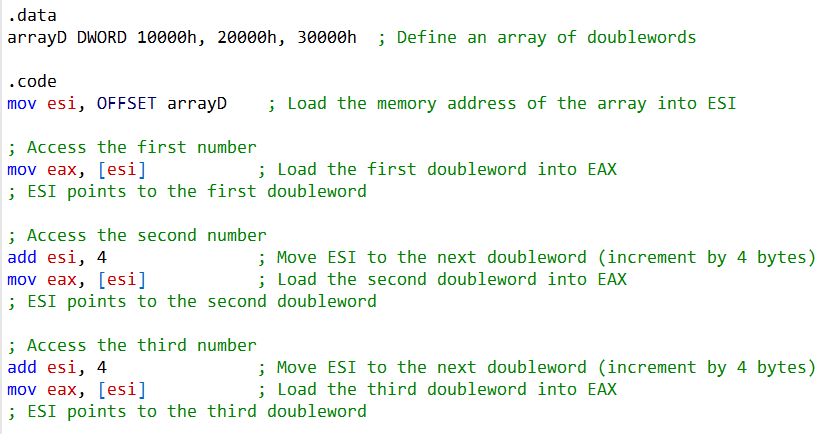 .data
arrayD DWORD 10000h, 20000h, 30000h  ; Define an array of doublewords

.code
mov esi, OFFSET arrayD    ; Load the memory address of the array into ESI

; Access the first number
mov eax, [esi]           ; Load the first doubleword into EAX
; ESI points to the first doubleword

; Access the second number
add esi, 4               ; Move ESI to the next doubleword (increment by 4 bytes)
mov eax, [esi]           ; Load the second doubleword into EAX
; ESI points to the second doubleword

; Access the third number
add esi, 4               ; Move ESI to the next doubleword (increment by 4 bytes)
mov eax, [esi]           ; Load the third doubleword into EAX
; ESI points to the third doubleword